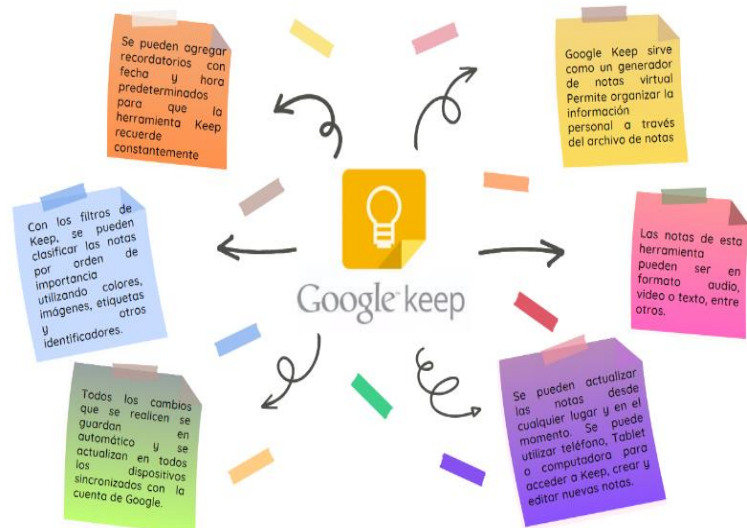 Se pueden agregar
recordatorios con
fecha y hora
predeterminados
para que la
herramienta Keep
recuerde
constantemente
Google Keep sirve
como un generador
de notas virtual
Permite organizar la
información
personal a través
del archivo de notas
Con los filtros de
Keep, se pueden
clasificar las notas
por orden de
importancia
utilizando colores,
imágenes, etiquetas
y otros
identificadores.
Google keep
Las notas de esta
herramienta
pueden ser en
formato audio,
video o texto, entre
otros.
Todos los cambios
que se realicen se
guardan en
automático y se
actualizan en todos
los dispositivos
sincronizados con la
cuenta de Google.
Se pueden actualizar
las notas desde
cualquier lugar y en el
momento. Se puede
utilizar teléfono, Tablet
o computadora para
acceder a Keep, crear y
editar nuevas notas.